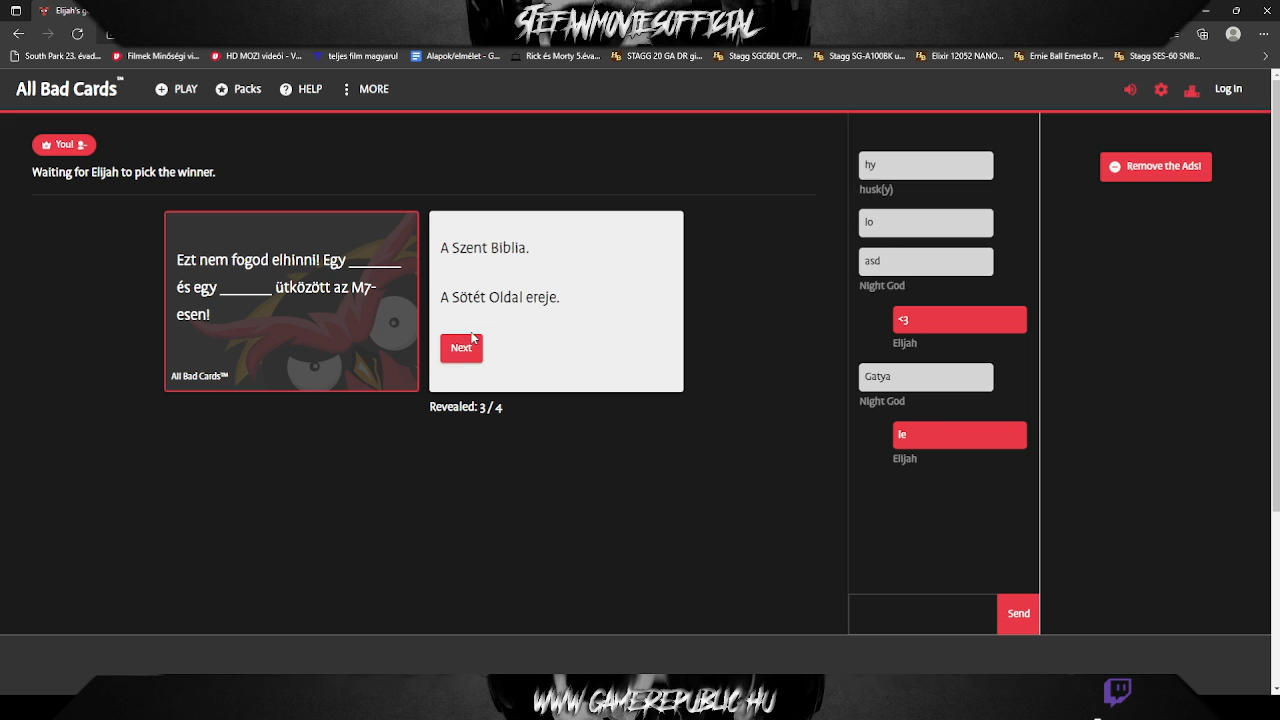 Elijah's g
STEFANMOVIESOFFICIAL
South Park 23. évad...
Filmek Minőségi vi...
HD MOZI videói - V...
teljes film magyarul
Alapok/elmélet - G...
Rick és Morty 5.éva...
STAGG 20 GA DR gi...
Stagg SGC6DL CPP...
Stagg SG-A100BK u...
Elixir 12052 NANO...
Ernie Ball Ernesto P...
Stagg SES-60 SNB...
All Bad Cards™
PLAY
Packs
HELP
MORE
Log In
You!
Waiting for Elijah to pick the winner.
Ezt nem fogod elhinni! Egy ________
és egy ________ ütközött az M7-
esen!
All Bad Cards™
A Szent Biblia.
A Sötét Oldal ereje.
Next
Revealed: 3 / 4
hy
husk(y)
lo
asd
Night God
<3
Elijah
Gatya
Night God
le
Elijah
Send
Remove the Ads!
WWW GAMEREPUBLIC HU